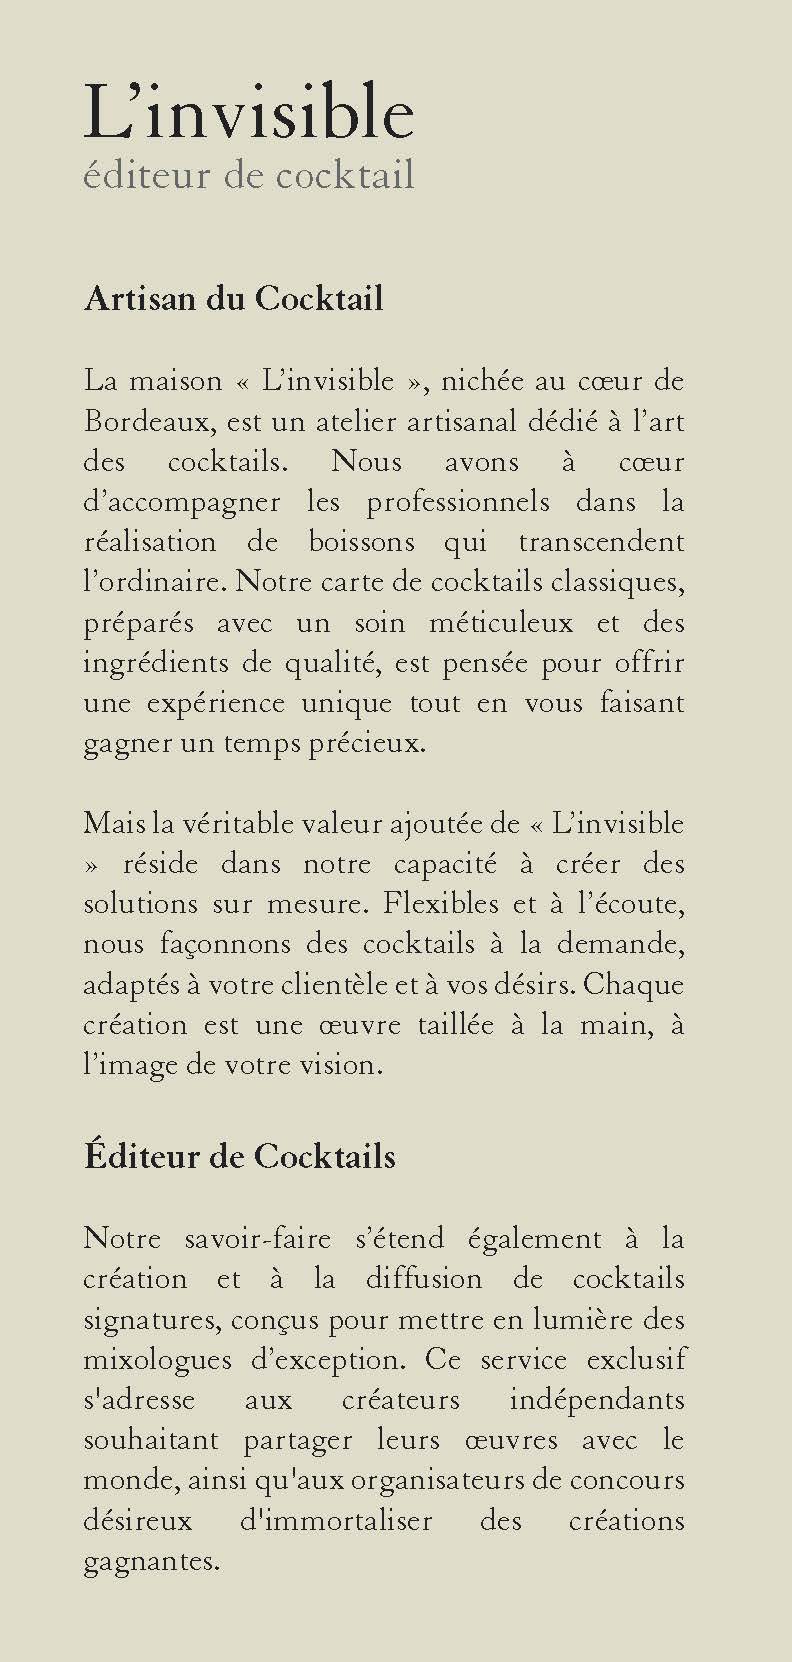 L’invisible
éditeur de cocktail
Artisan du Cocktail
La maison « L’invisible », nichée au cœur de
Bordeaux, est un atelier artisanal dédié à l’art
des cocktails. Nous avons à cœur
d’accompagner les professionnels dans la
réalisation de boissons qui transcendent
l’ordinaire. Notre carte de cocktails classiques,
préparés avec un soin méticuleux et des
ingrédients de qualité, est pensée pour offrir
une expérience unique tout en vous faisant
gagner un temps précieux.
Mais la véritable valeur ajoutée de « L’invisible
» réside dans notre capacité à créer des
solutions sur mesure. Flexibles et à l’écoute,
nous façonnons des cocktails à la demande,
adaptés à votre clientèle et à vos désirs. Chaque
création est une œuvre taillée à la main, à
l’image de votre vision.
Éditeur de Cocktails
Notre savoir-faire s’étend également à la
création et à la diffusion de cocktails
signatures, conçus pour mettre en lumière des
mixologues d’exception. Ce service exclusif
s'adresse aux créateurs indépendants
souhaitant partager leurs œuvres avec le
monde, ainsi qu'aux organisateurs de concours
désireux d'immortaliser des créations
gagnantes.